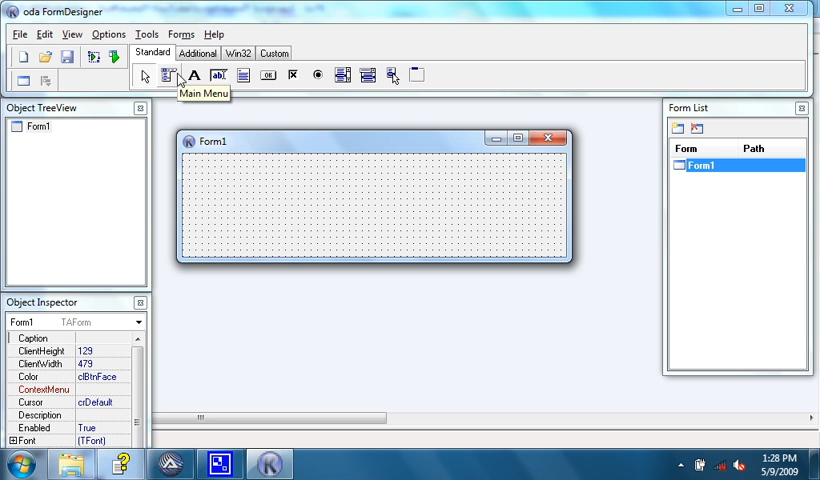 oda FormDesigner
File Edit View Options Tools Forms Help
Standard Additional Win32 Custom
A ab OK
Main Menu
Object TreeView
Form1
Form1
Form List
Form Path
Form1
Object Inspector
Form1 TAForm
Caption
ClientHeight 129
ClientWidth 479
Color clBtnFace
ContextMenu
Cursor crDefault
Description
Enabled True
Font (TFont)
1:28 PM
5/9/2009